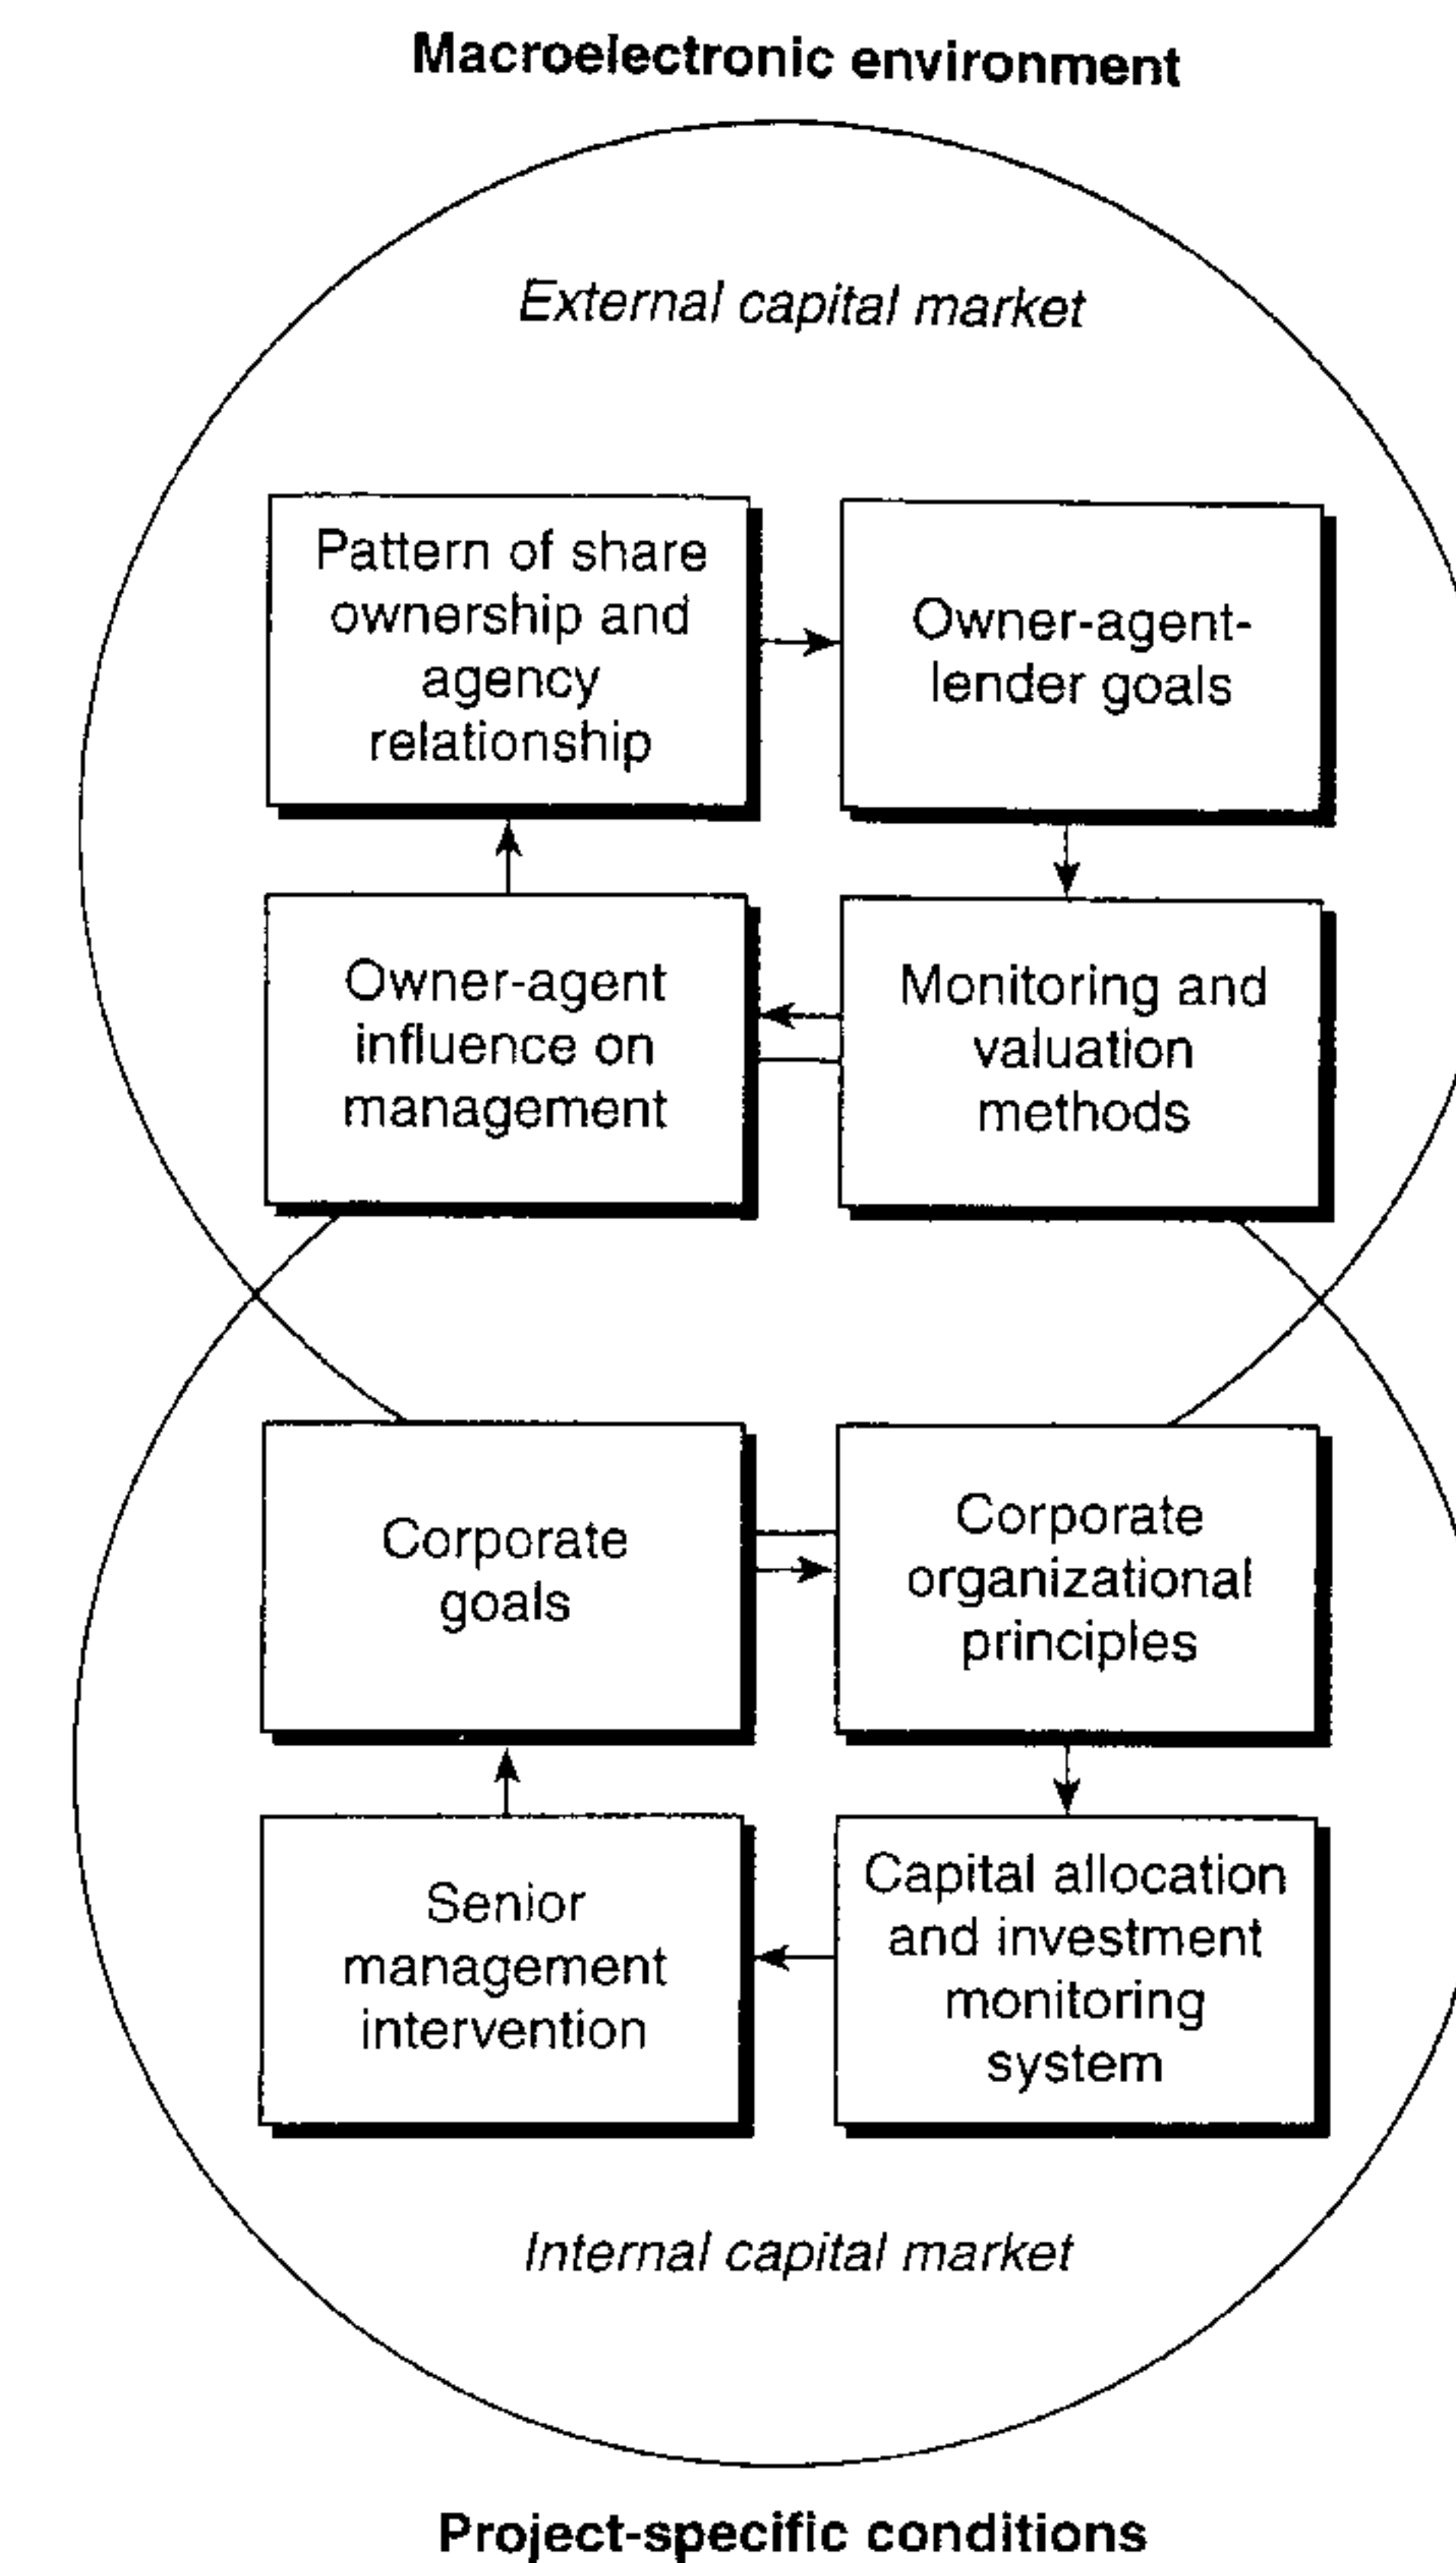 Macroelectronic environment
External capital market
Pattern of share
ownership and
agency
relationship
Owner-agent-
lender goals
Owner-agent
influence on
management
Monitoring and
valuation
methods
Corporate
goals
Corporate
organizational
principles
Senior
management
intervention
Capital allocation
and investment
monitoring
system
Internal capital market
Project-specific conditions